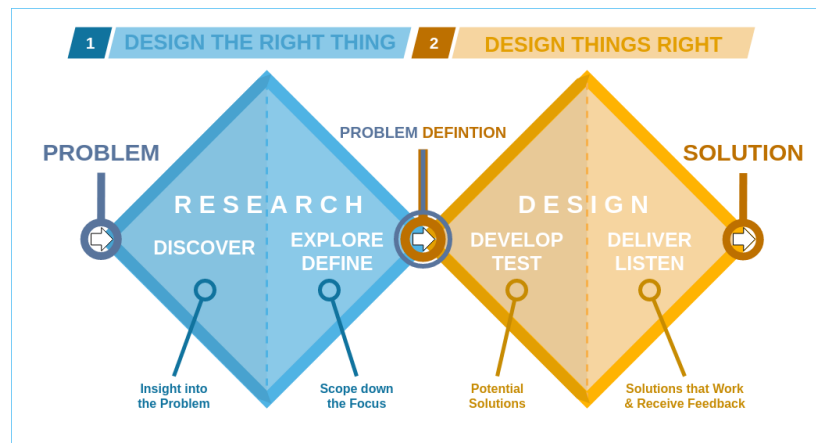 1
DESIGN THE RIGHT THING
2
DESIGN THINGS RIGHT
PROBLEM
PROBLEM DEFINTION
SOLUTION
RESEARCH
DESIGN
DISCOVER
EXPLORE
DEFINE
DEVELOP
TEST
DELIVER
LISTEN
Insight into
the Problem
Scope down
the Focus
Potential
Solutions
Solutions that Work
& Receive Feedback